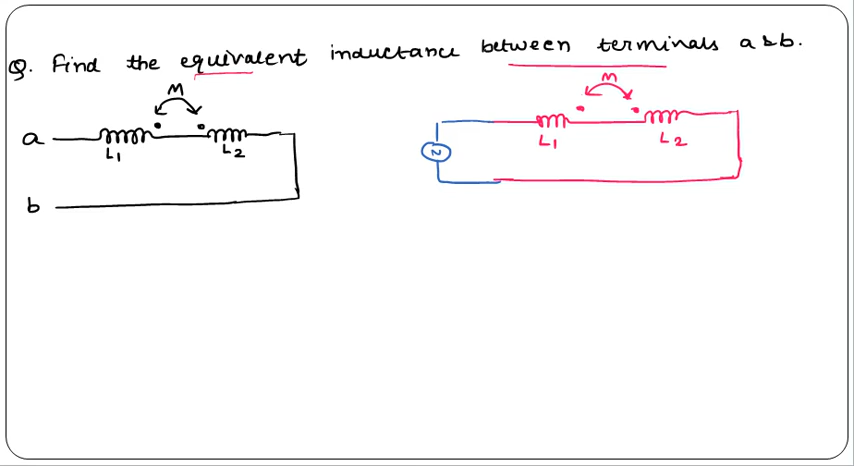 Q. Find the equivalent inductance between terminals a & b.
M M
a L1 L2 L1 L2
b